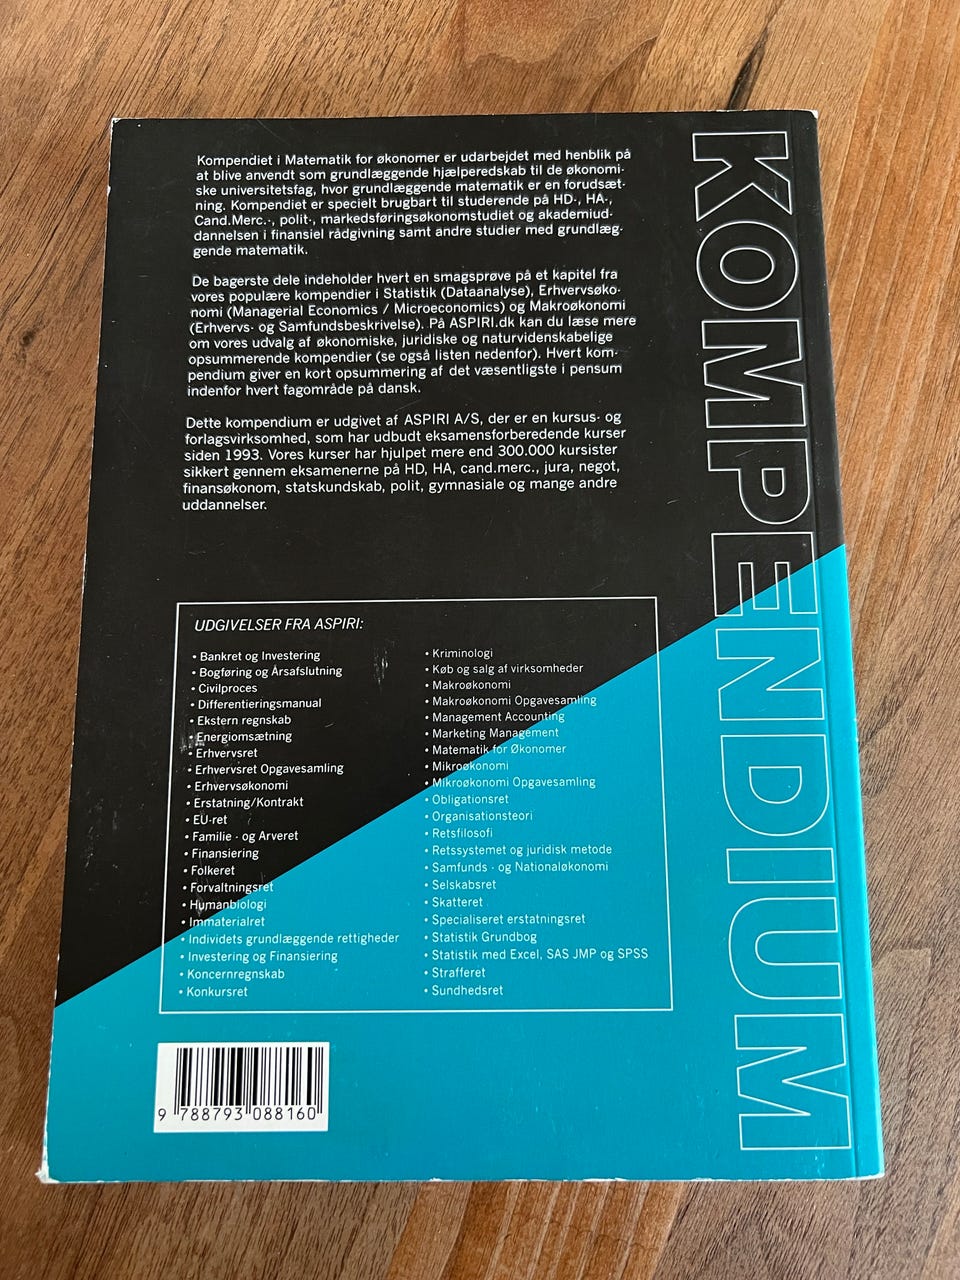 Kompendiet i Matematik for økonomer er udarbejdet med henblik på
at blive anvendt som grundlæggende hjælperedskab til de økonomi-
ske universitetsfag, hvor grundlæggende matematik er en forudsæt-
ning. Kompendiet er specielt brugbart til studerende på HD-, HA-,
Cand.Merc.-, polit-, markedsføringsøkonomstudiet og akademiud-
dannelsen i finansiel rådgivning samt andre studier med grundlæg-
gende matematik.
De bagerste dele indeholder hvert en smagsprøve på et kapitel fra
vores populære kompendier i Statistik (Dataanalyse), Erhvervsøko-
nomi (Managerial Economics / Microeconomics) og Makroøkonomi
(Erhvervs- og Samfundsbeskrivelse). På ASPIRI.dk kan du læse mere
om vores udvalg af økonomiske, juridiske og naturvidenskabelige
opsummerende kompendier (se også listen nedenfor). Hvert kom-
pendium giver en kort opsummering af det væsentligste i pensum
indenfor hvert fagområde på dansk.
Dette kompendium er udgivet af ASPIRI A/S, der er en kursus- og
forlagsvirksomhed, som har udbudt eksamensforberedende kurser
siden 1993. Vores kurser har hjulpet mere end 300.000 kursister
sikkert gennem eksamenerne på HD, HA, cand.merc., jura, negot,
finansøkonom, statskundskab, polit, gymnasiale og mange andre
uddannelser.
UDGIVELSER FRA ASPIRI:
• Bankret og Investering
• Bogføring og Årsafslutning
• Civilproces
• Differentieringsmanual
• Ekstern regnskab
• Energiomsætning
• Erhvervsret
• Erhvervsret Opgavesamling
• Erhvervsøkonomi
• Erstatning/Kontrakt
• EU-ret
• Familie - og Arveret
• Finansiering
• Folkeret
• Forvaltningsret
• Humanbiologi
• Immaterialret
• Individets grundlæggende rettigheder
• Investering og Finansiering
• Koncernregnskab
• Konkursret
• Kriminologi
• Køb og salg af virksomheder
• Makroøkonomi
• Makroøkonomi Opgavesamling
• Management Accounting
• Marketing Management
• Matematik for Økonomer
• Mikroøkonomi
• Mikroøkonomi Opgavesamling
• Obligationsret
• Organisationsteori
• Retsfilosofi
• Retssystemet og juridisk metode
• Samfunds - og Nationaløkonomi
• Selskabsret
• Skatteret
• Specialiseret erstatningsret
• Statistik Grundbog
• Statistik med Excel, SAS JMP og SPSS
• Strafferet
• Sundhedsret
9 788793 088160
KOMPENDIUM